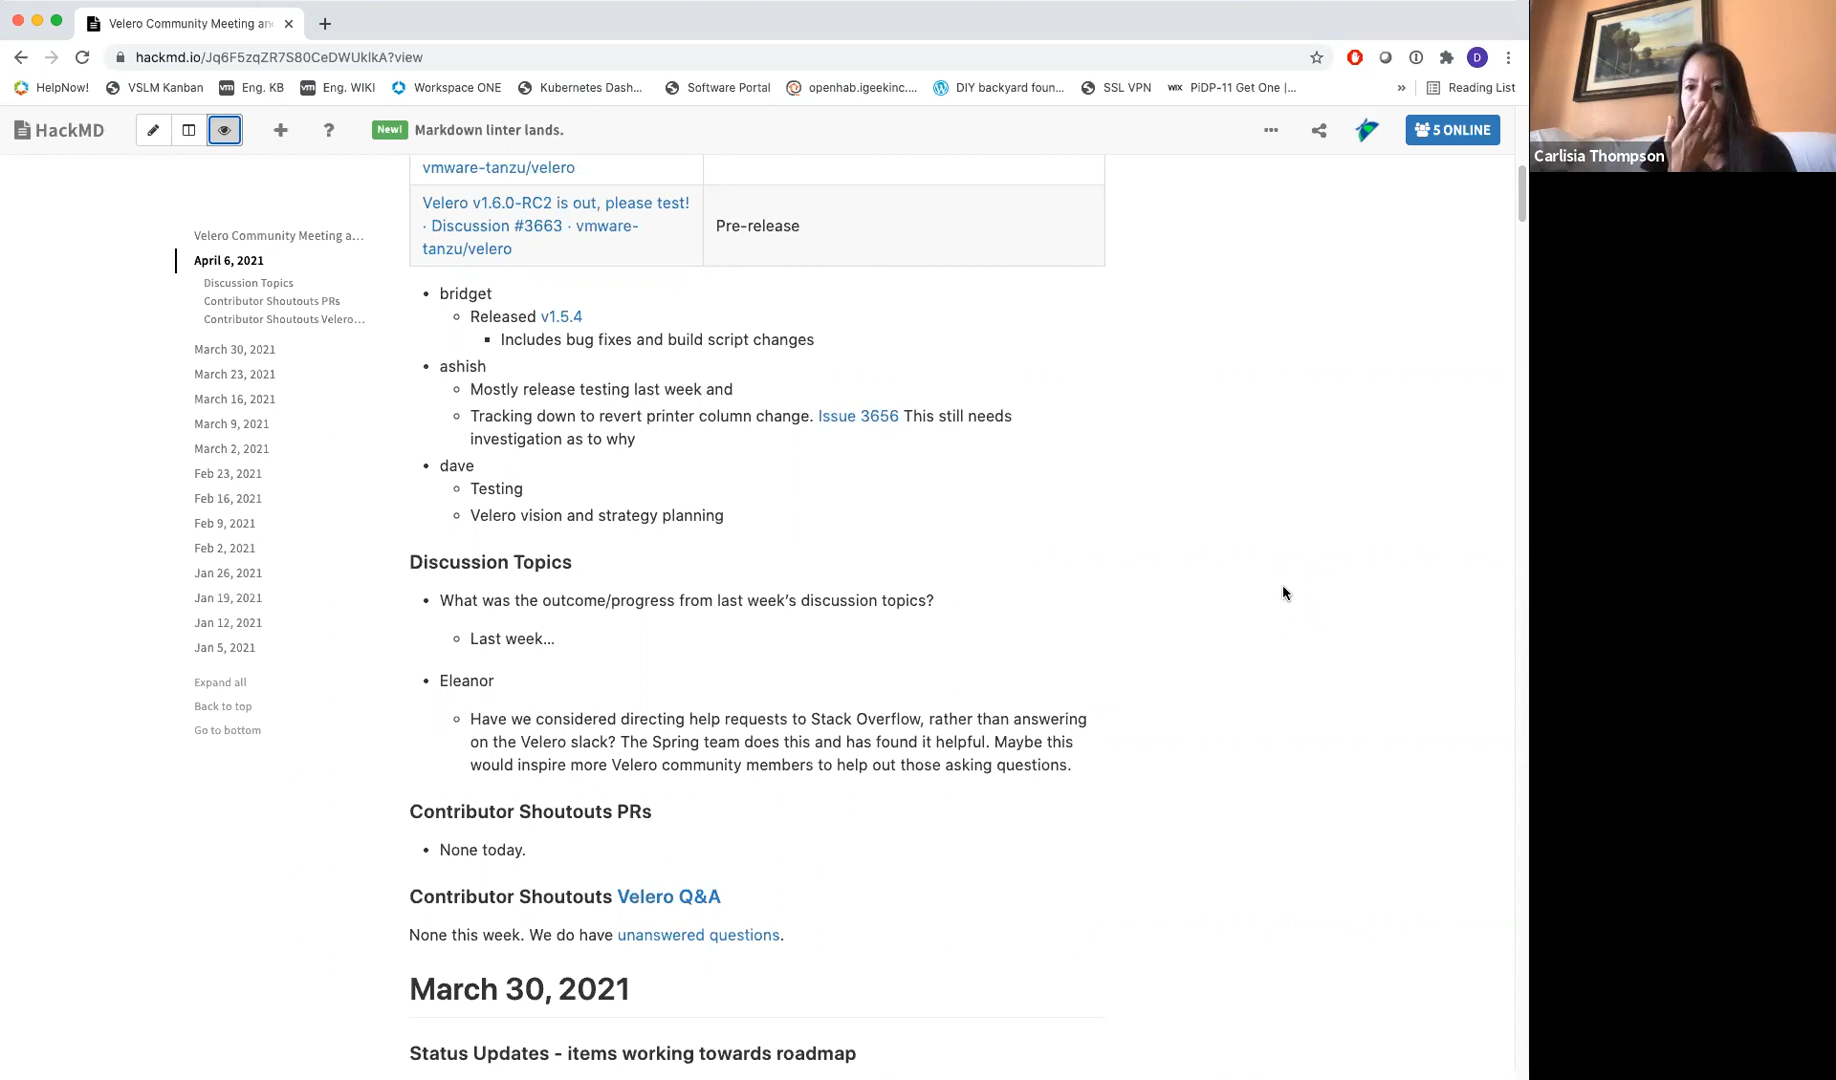 Velero Community Meeting an
hackmd.io/Jq6F5zqZR7S80CeDWUklkA?view
D
HelpNow!
VSLM Kanban
vm Eng. KB
vm Eng. WIKI
Workspace ONE
Kubernetes Dash...
Software Portal
openhab.igeekinc....
DIY backyard foun...
SSL VPN
WIX PiDP-11 Get One |...
»
Reading List
HackMD
?
New! Markdown linter lands.
5 ONLINE
Carlisia Thompson
Velero Community Meeting a...
April 6, 2021
Discussion Topics
Contributor Shoutouts PRs
Contributor Shoutouts Velero...
March 30, 2021
March 23, 2021
March 16, 2021
March 9, 2021
March 2, 2021
Feb 23, 2021
Feb 16, 2021
Feb 9, 2021
Feb 2, 2021
Jan 26, 2021
Jan 19, 2021
Jan 12, 2021
Jan 5, 2021
Expand all
Back to top
Go to bottom
vmware-tanzu/velero
Velero v1.6.0-RC2 is out, please test!
· Discussion #3663 · vmware-
tanzu/velero
Pre-release
• bridget
◦ Released v1.5.4
▪ Includes bug fixes and build script changes
• ashish
◦ Mostly release testing last week and
◦ Tracking down to revert printer column change. Issue 3656 This still needs
investigation as to why
• dave
◦ Testing
◦ Velero vision and strategy planning
Discussion Topics
• What was the outcome/progress from last week's discussion topics?
◦ Last week...
• Eleanor
◦ Have we considered directing help requests to Stack Overflow, rather than answering
on the Velero slack? The Spring team does this and has found it helpful. Maybe this
would inspire more Velero community members to help out those asking questions.
Contributor Shoutouts PRs
• None today.
Contributor Shoutouts Velero Q&A
None this week. We do have unanswered questions.
March 30, 2021
Status Updates - items working towards roadmap